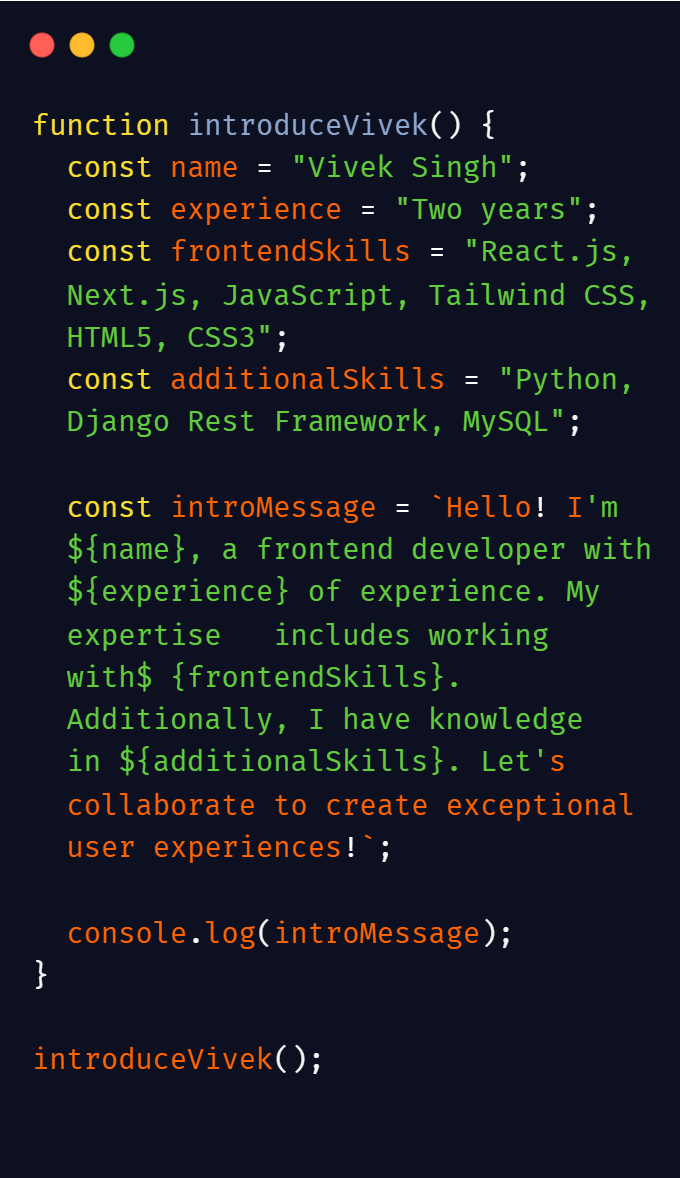 function introduceVivek() {
  const name = "Vivek Singh";
  const experience = "Two years";
  const frontendSkills = "React.js,
  Next.js, JavaScript, Tailwind CSS,
  HTML5, CSS3";
  const additionalSkills = "Python,
  Django Rest Framework, MySQL";

  const introMessage = `Hello! I'm
  ${name}, a frontend developer with
  ${experience} of experience. My
  expertise   includes working
  with$ {frontendSkills}.
  Additionally, I have knowledge
  in ${additionalSkills}. Let's
  collaborate to create exceptional
  user experiences!`;

  console.log(introMessage);
}

introduceVivek();